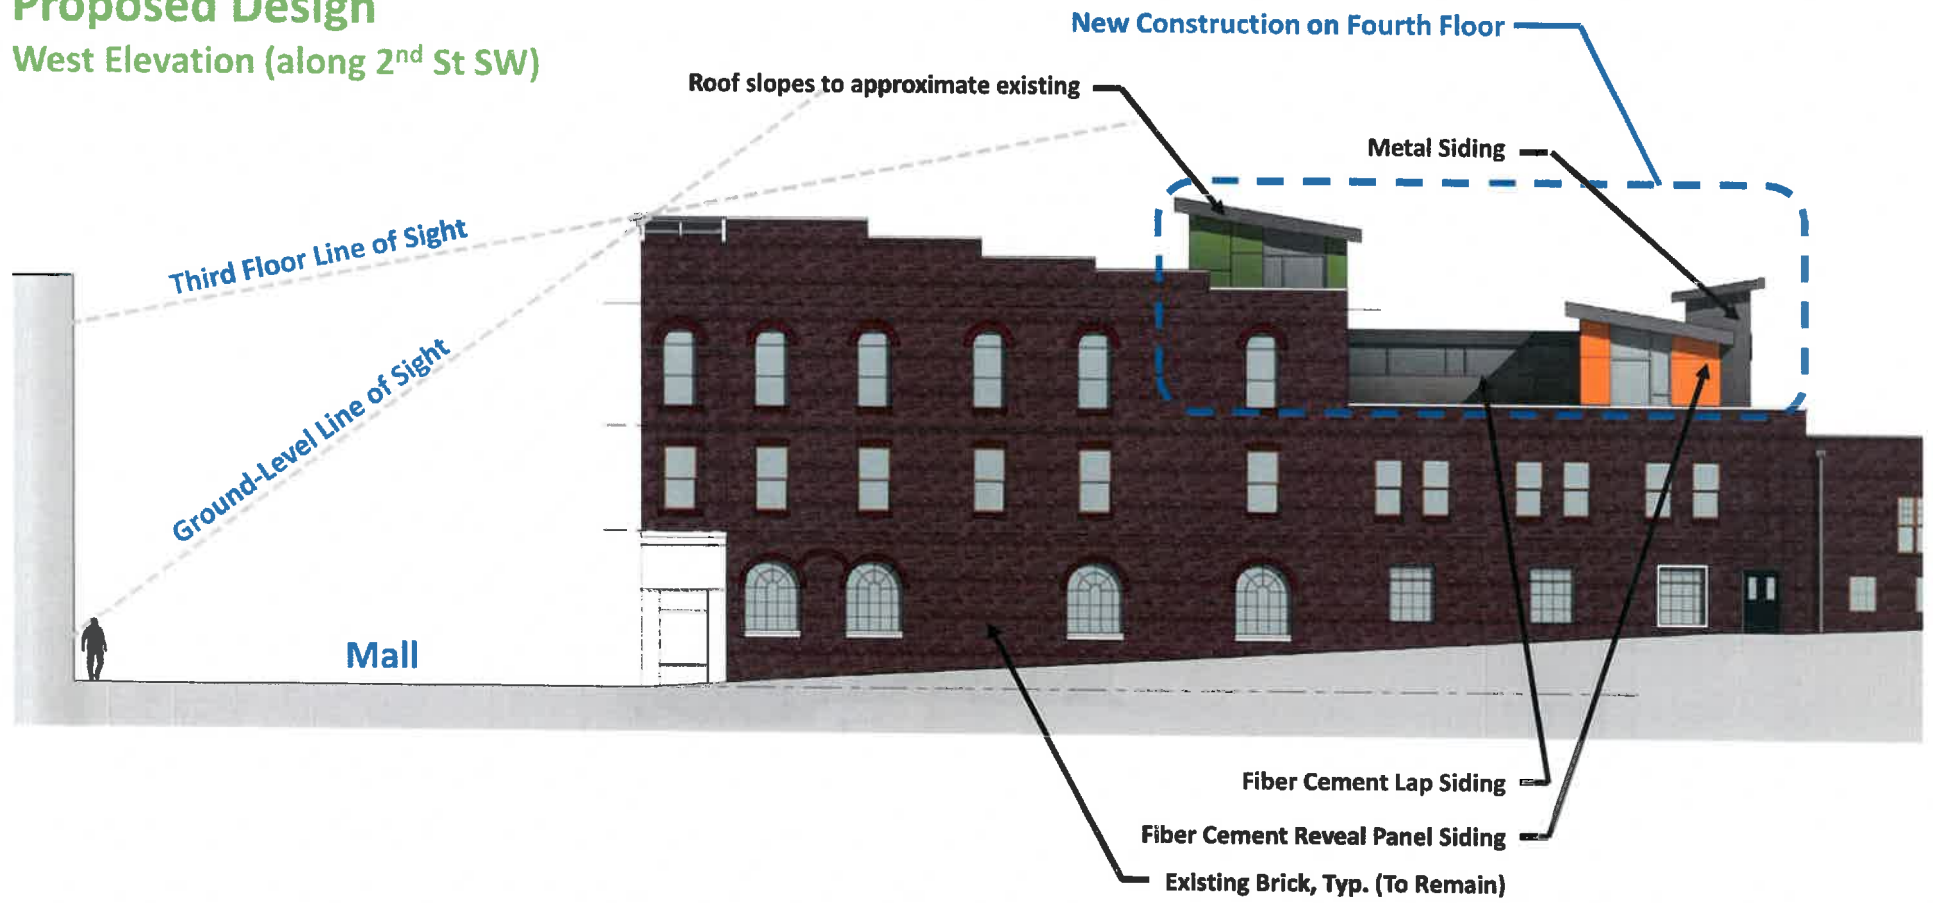 Proposed Design
West Elevation (along 2nd St SW)
New Construction on Fourth Floor
Roof slopes to approximate existing
Metal Siding
Third Floor Line of Sight
Ground-Level Line of Sight
Mall
Fiber Cement Lap Siding
Fiber Cement Reveal Panel Siding
Existing Brick, Typ. (To Remain)